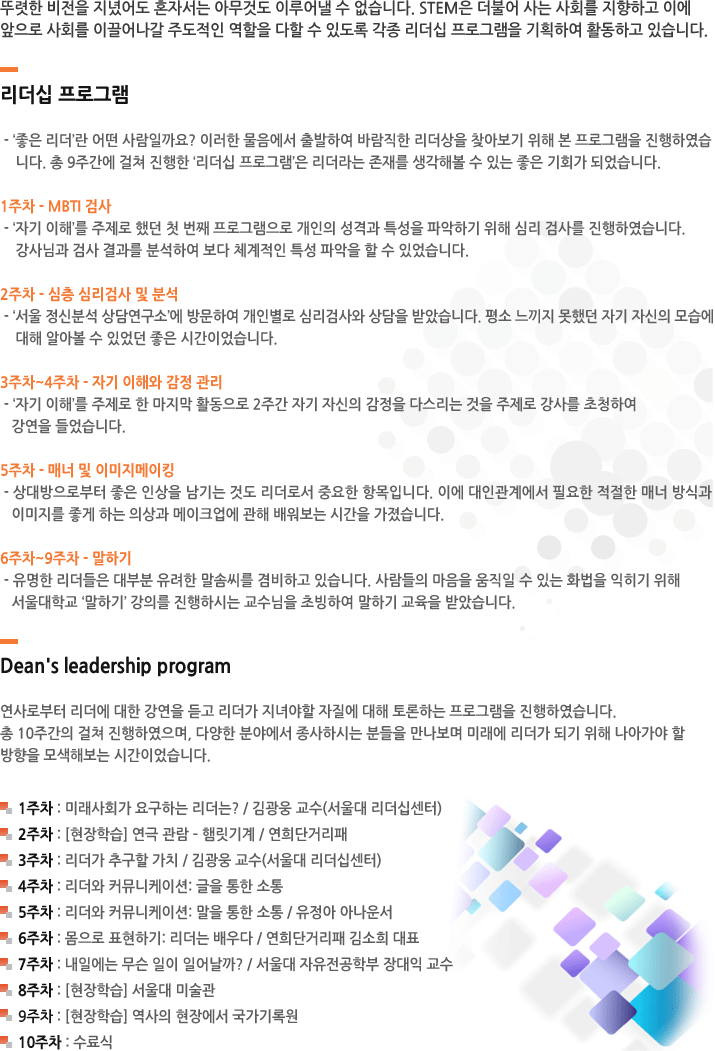 뚜렷한 비전을 지녔어도 혼자서는 아무것도 이루어낼 수 없습니다. STEM은 더불어 사는 사회를 지향하고 이에
앞으로 사회를 이끌어나갈 주도적인 역할을 다할 수 있도록 각종 리더십 프로그램을 기획하여 활동하고 있습니다.
리더십 프로그램
- ‘좋은 리더’란 어떤 사람일까요? 이러한 물음에서 출발하여 바람직한 리더상을 찾아보기 위해 본 프로그램을 진행하였습
니다. 총 9주간에 걸쳐 진행한 ‘리더십 프로그램’은 리더라는 존재를 생각해볼 수 있는 좋은 기회가 되었습니다.
1주차 - MBTI 검사
- ‘자기 이해’를 주제로 했던 첫 번째 프로그램으로 개인의 성격과 특성을 파악하기 위해 심리 검사를 진행하였습니다.
강사님과 검사 결과를 분석하여 보다 체계적인 특성 파악을 할 수 있었습니다.
2주차 - 심층 심리검사 및 분석
- ‘서울 정신분석 상담연구소’에 방문하여 개인별로 심리검사와 상담을 받았습니다. 평소 느끼지 못했던 자기 자신의 모습에
대해 알아볼 수 있었던 좋은 시간이었습니다.
3주차~4주차 - 자기 이해와 감정 관리
- ‘자기 이해’를 주제로 한 마지막 활동으로 2주간 자기 자신의 감정을 다스리는 것을 주제로 강사를 초청하여
강연을 들었습니다.
5주차 - 매너 및 이미지메이킹
- 상대방으로부터 좋은 인상을 남기는 것도 리더로서 중요한 항목입니다. 이에 대인관계에서 필요한 적절한 매너 방식과
이미지를 좋게 하는 의상과 메이크업에 관해 배워보는 시간을 가졌습니다.
6주차~9주차 - 말하기
- 유명한 리더들은 대부분 유려한 말솜씨를 겸비하고 있습니다. 사람들의 마음을 움직일 수 있는 화법을 익히기 위해
서울대학교 ‘말하기’ 강의를 진행하시는 교수님을 초빙하여 말하기 교육을 받았습니다.
Dean's leadership program
연사로부터 리더에 대한 강연을 듣고 리더가 지녀야할 자질에 대해 토론하는 프로그램을 진행하였습니다.
총 10주간의 걸쳐 진행하였으며, 다양한 분야에서 종사하시는 분들을 만나보며 미래에 리더가 되기 위해 나아가야 할
방향을 모색해보는 시간이었습니다.
1주차 : 미래사회가 요구하는 리더는? / 김광웅 교수(서울대 리더십센터)
2주차 : [현장학습] 연극 관람 - 햄릿기계 / 연희단거리패
3주차 : 리더가 추구할 가치 / 김광웅 교수(서울대 리더십센터)
4주차 : 리더와 커뮤니케이션: 글을 통한 소통
5주차 : 리더와 커뮤니케이션: 말을 통한 소통 / 유정아 아나운서
6주차 : 몸으로 표현하기: 리더는 배우다 / 연희단거리패 김소희 대표
7주차 : 내일에는 무슨 일이 일어날까? / 서울대 자유전공학부 장대익 교수
8주차 : [현장학습] 서울대 미술관
9주차 : [현장학습] 역사의 현장에서 국가기록원
10주차 : 수료식